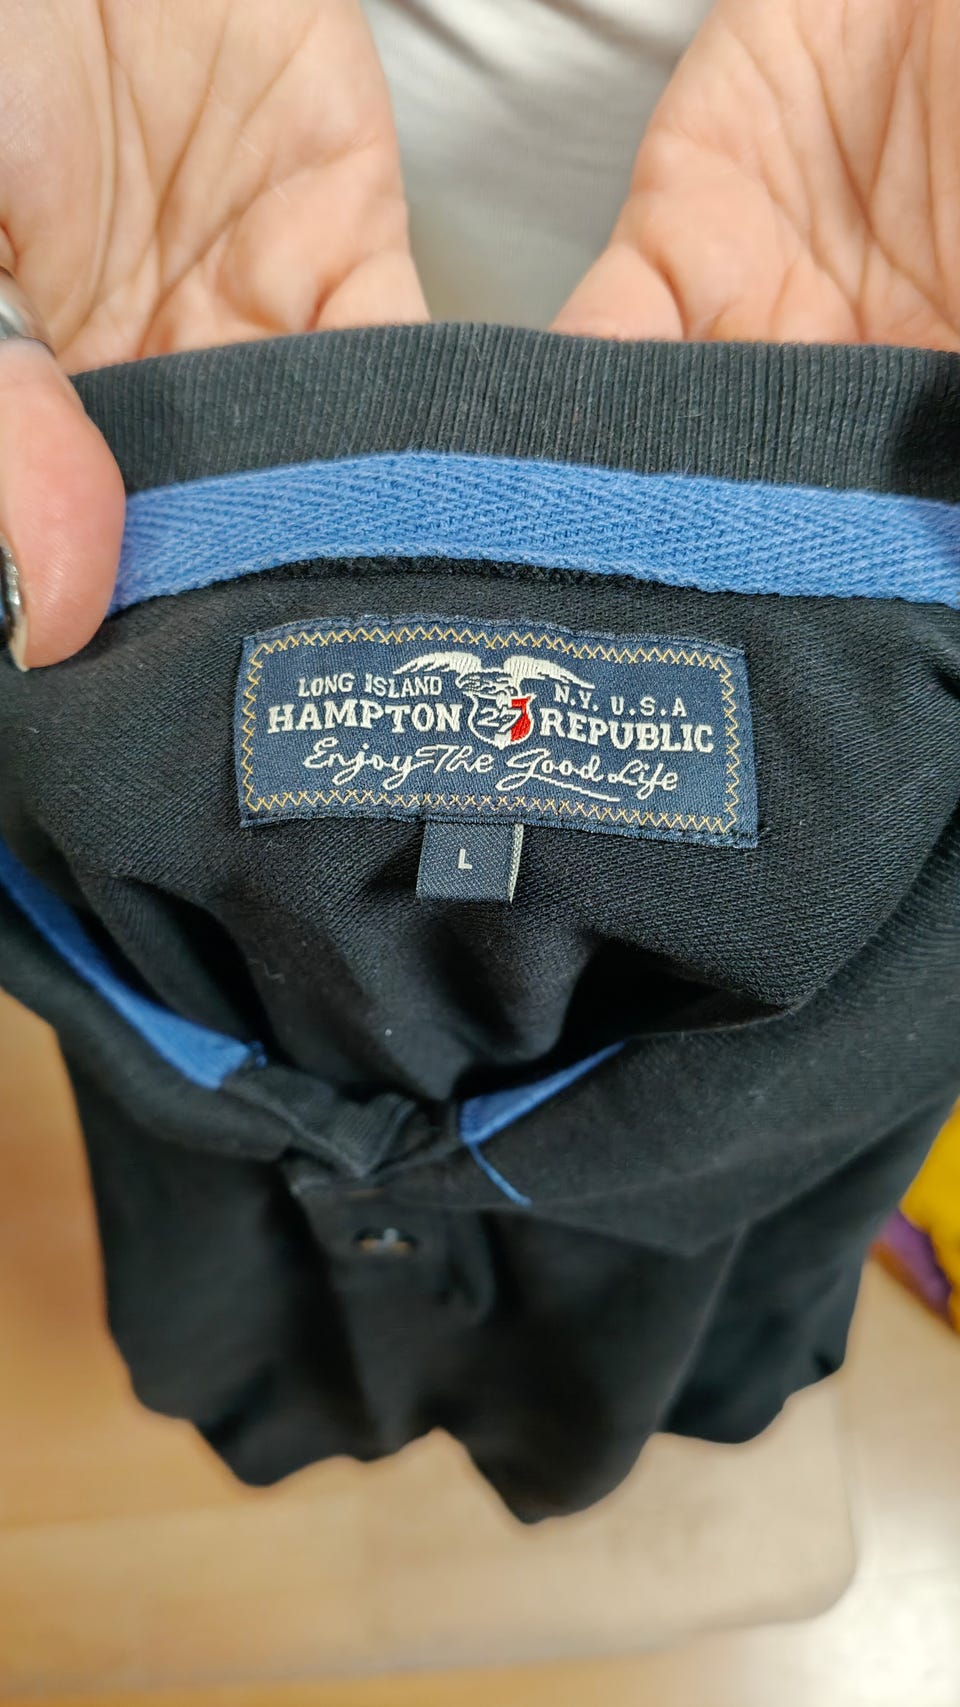 LONG ISLAND N.Y. U.S.A
HAMPTON 27 REPUBLIC
Enjoy The Good Life
L